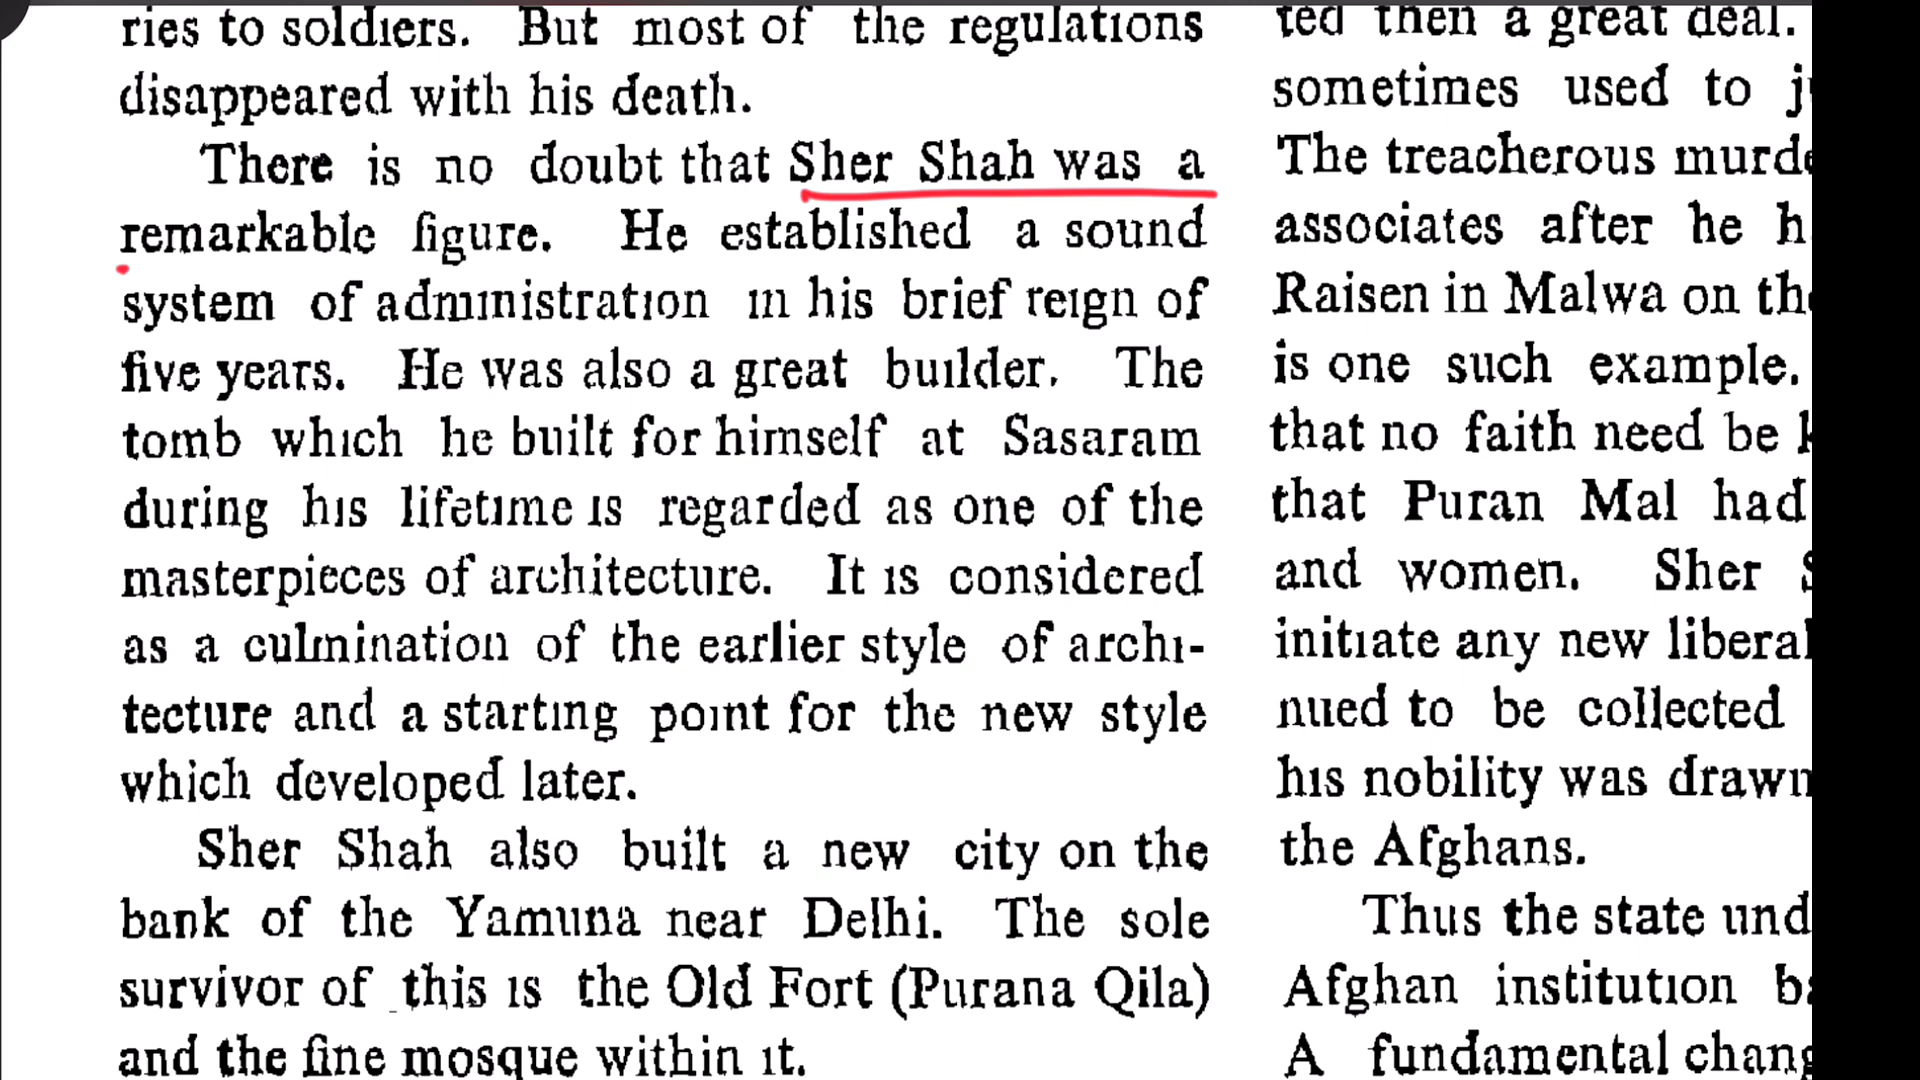 ries to soldiers. But most of the regulations
disappeared with his death.
There is no doubt that Sher Shah was a
remarkable figure. He established a sound
system of administration in his brief reign of
five years. He was also a great builder. The
tomb which he built for himself at Sasaram
during his lifetime is regarded as one of the
masterpieces of architecture. It is considered
as a culmination of the earlier style of archi-
tecture and a starting point for the new style
which developed later.
Sher Shah also built a new city on the
bank of the Yamuna near Delhi. The sole
survivor of this is the Old Fort (Purana Qila)
and the fine mosque within it.
ted then a great deal.
sometimes used to
The treacherous
associates after he
Raisen in Malwa on
is one such example.
that no faith need be
that Puran Mal had
and women. Sher
initiate any new liberal
nued to be collected
his nobility was drawn
the Afghans.
Thus the state
Afghan institution
A fundamental